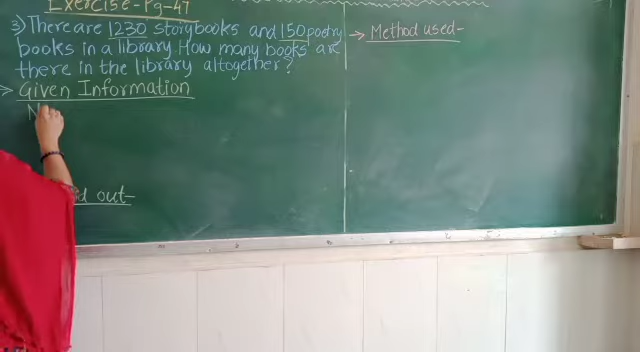 Exercise-Pg-47
3) There are 1230 storybooks and 150 poetry
books in a library. How many books are
there in the library altogether?
→ Given Information
N
d out-
→ Method used-